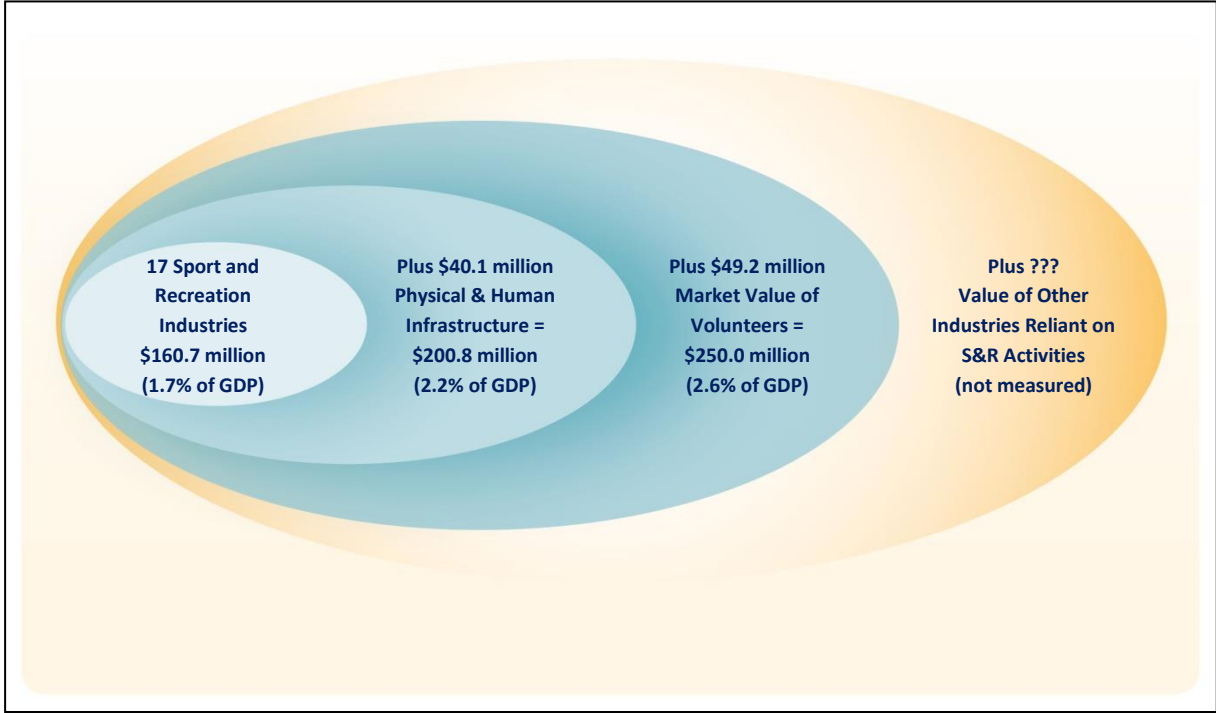 17 Sport and
Recreation
Industries
$160.7 million
(1.7% of GDP)
Plus $40.1 million
Physical & Human
Infrastructure =
$200.8 million
(2.2% of GDP)
Plus $49.2 million
Market Value of
Volunteers =
$250.0 million
(2.6% of GDP)
Plus ???
Value of Other
Industries Reliant on
S&R Activities
(not measured)